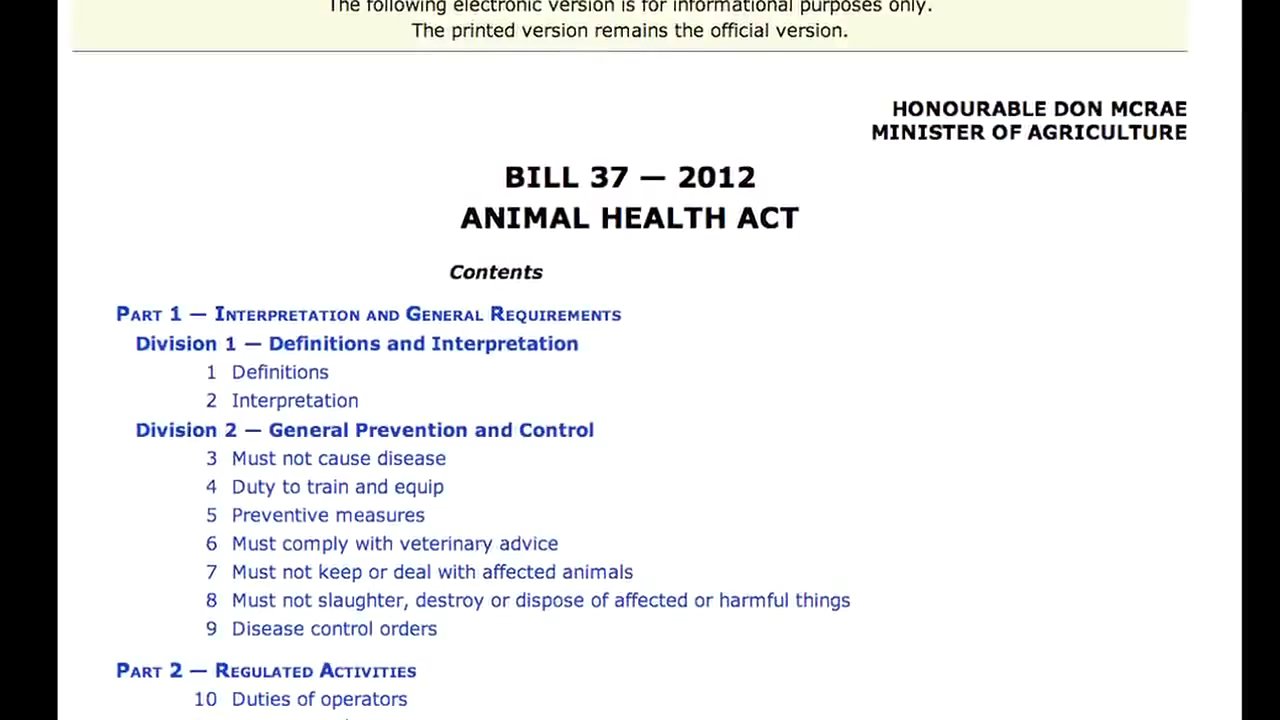 The following electronic version is for informational purposes only.
The printed version remains the official version.
HONOURABLE DON MCRAE
MINISTER OF AGRICULTURE
BILL 37 — 2012
ANIMAL HEALTH ACT
Contents
Part 1 — Interpretation and General Requirements
Division 1 — Definitions and Interpretation
1 Definitions
2 Interpretation
Division 2 — General Prevention and Control
3 Must not cause disease
4 Duty to train and equip
5 Preventive measures
6 Must comply with veterinary advice
7 Must not keep or deal with affected animals
8 Must not slaughter, destroy or dispose of affected or harmful things
9 Disease control orders
Part 2 — Regulated Activities
10 Duties of operators